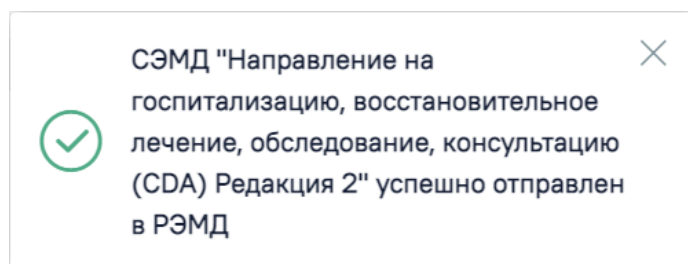 СЭМД "Направление на
госпитализацию, восстановительное
лечение, обследование, консультацию
(CDA) Редакция 2" успешно отправлен
в РЭМД